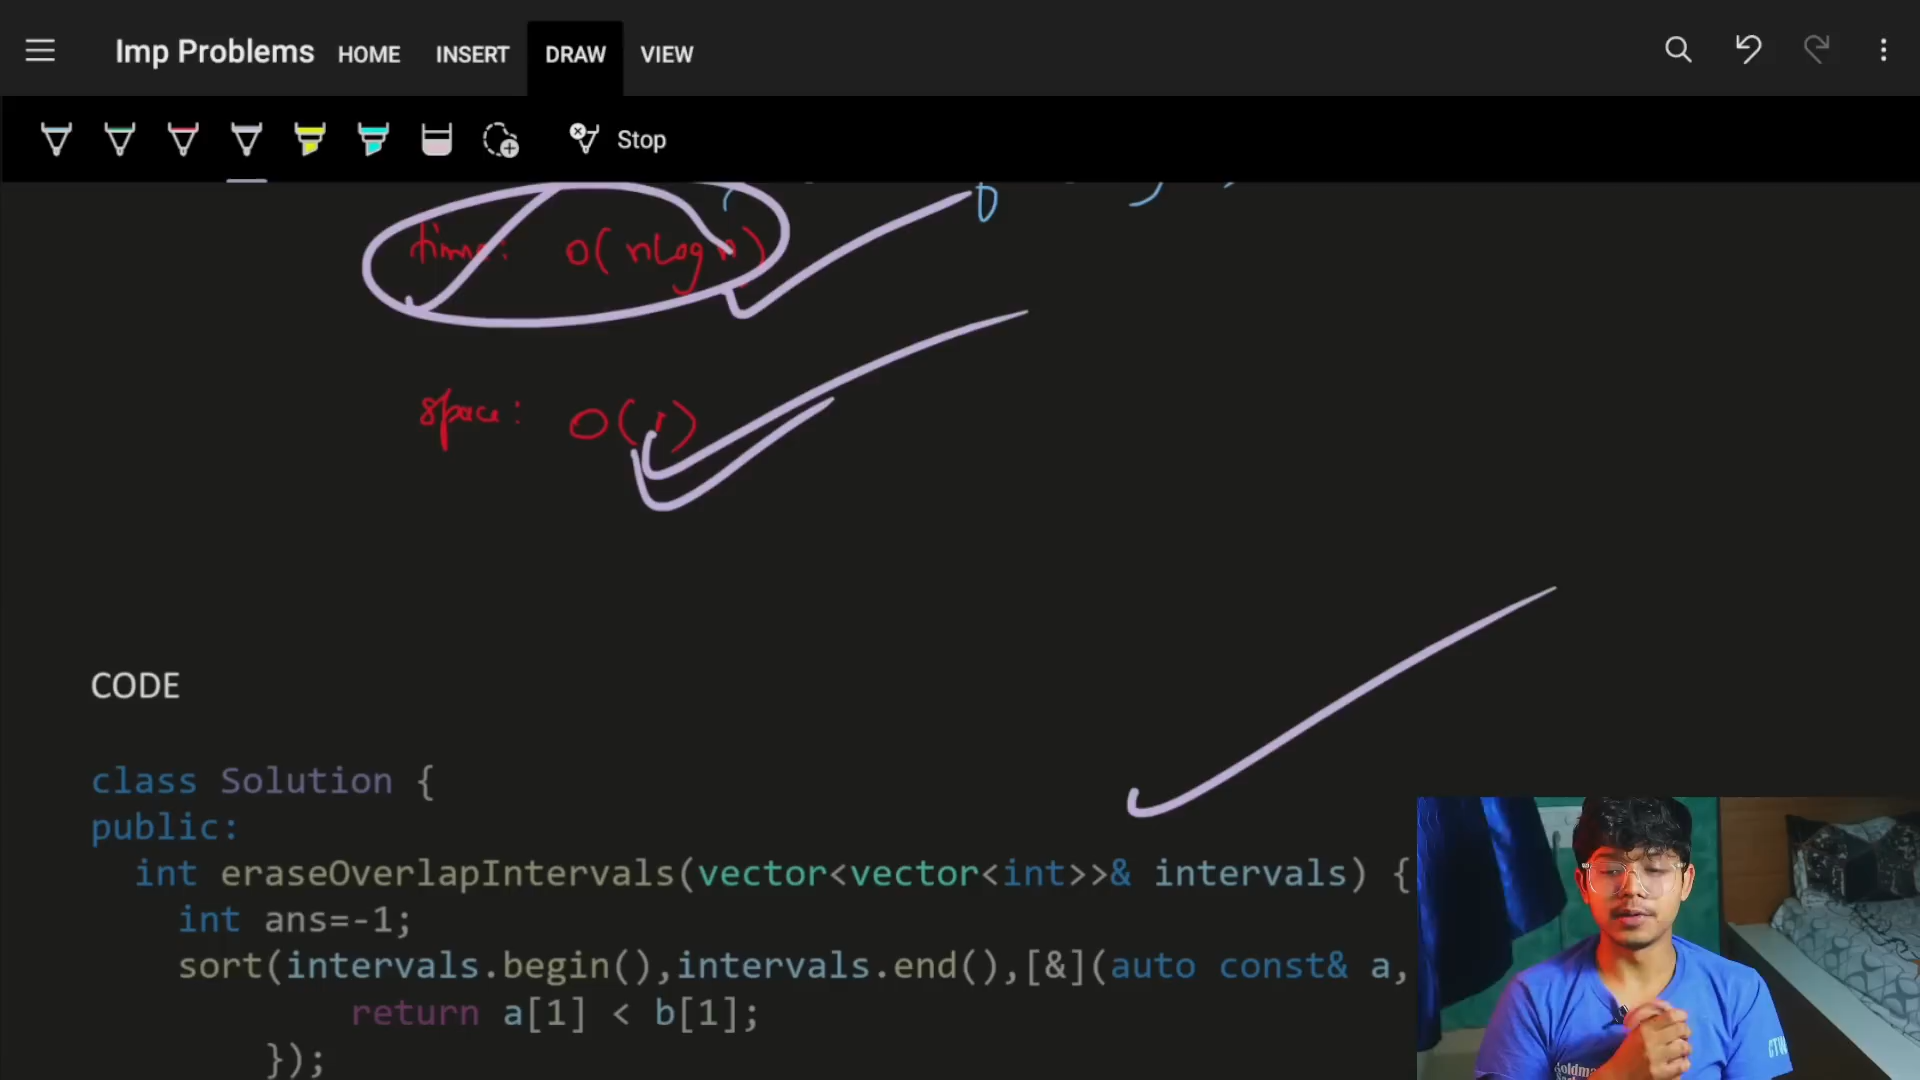 Imp Problems HOME INSERT DRAW VIEW
Stop
time: O(nLogn)
space: O(1)
CODE
class Solution {
public:
int eraseOverlapIntervals(vector<vector<int>>& intervals) {
int ans=-1;
sort(intervals.begin(),intervals.end(),[&](auto const& a,
return a[1] < b[1];
});